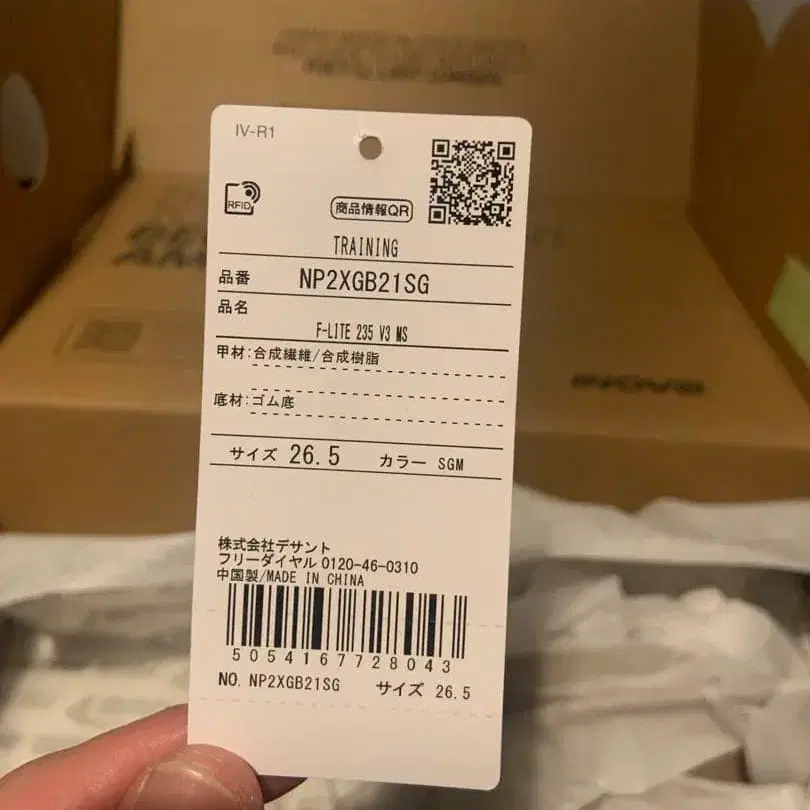 IV-R1
RFID
商品情報QR
TRAINING
品番 NP2XGB21SG
品名
F-LITE 235 V3 MS
甲材:合成繊維/合成樹脂
底材:ゴム底
サイズ 26.5 カラー SGM
株式会社デサント
フリーダイヤル 0120-46-0310
中国製/MADE IN CHINA
5054167728043
NO. NP2XGB21SG サイズ 26.5
INOV8